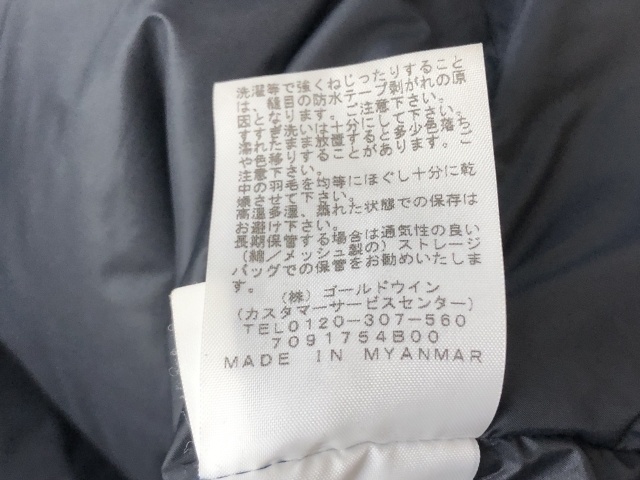 洗濯等で強くねじったりすること
は、縫目の防水テープ剥がれの原
因となります。ご注意下さい。
すすぎ洗いは十分にして下さい。
濡れたまま放置すると多少色落ち
や色移りすることがあります。ご
注意下さい。
中の羽毛を均等にほぐし十分に乾
燥させて下さい。
高温多湿、蒸れた状態での保存は
お避け下さい。
長期保管する場合は通気性の良い
（綿／メッシュ製の）ストレージ
バッグでの保管をお勧めいたしま
す。
（株）ゴールドウイン
（カスタマーサービスセンター）
TEL0120-307-560
7091754B00
MADE IN MYANMAR